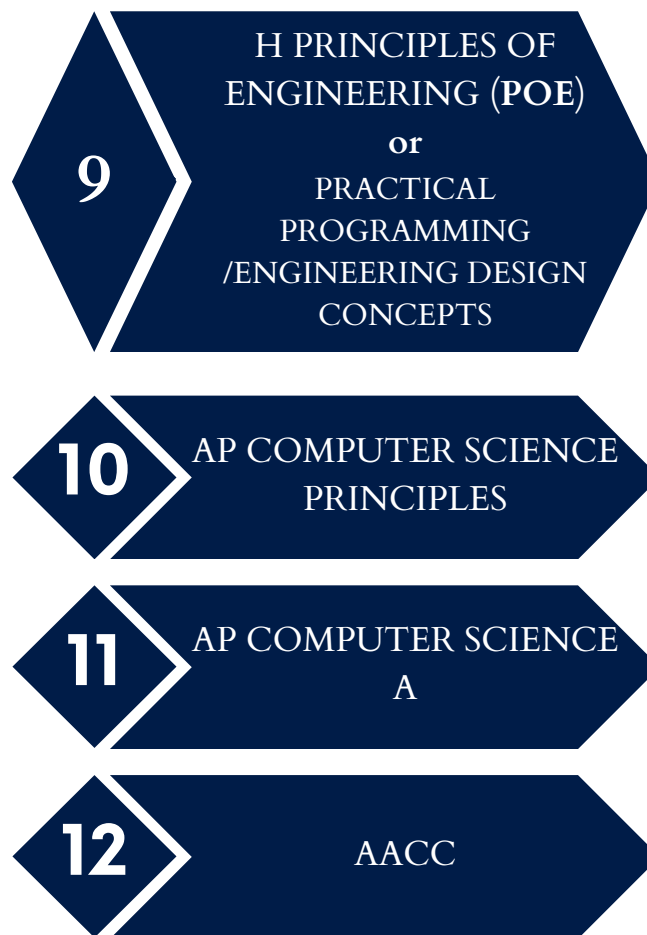 9
H PRINCIPLES OF
ENGINEERING (POE)
or
PRACTICAL
PROGRAMMING
/ENGINEERING DESIGN
CONCEPTS
10
AP COMPUTER SCIENCE
PRINCIPLES
11
AP COMPUTER SCIENCE
A
12
AACC